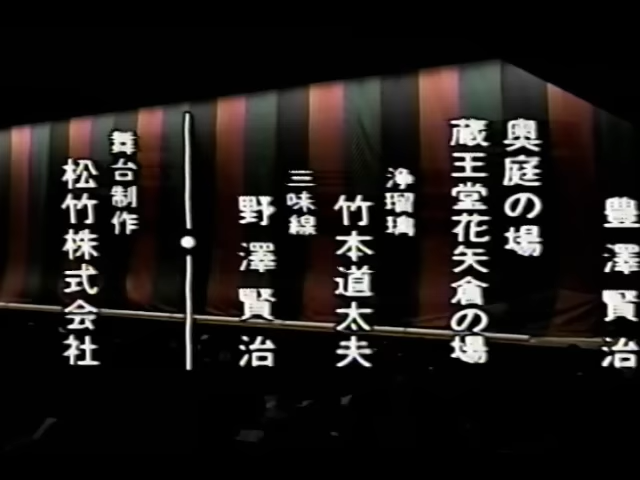 豊澤賢治
奥庭の場
蔵王堂花矢倉の場
浄瑠璃
竹本道太夫
三味線
野澤賢治
舞台制作
松竹株式会社